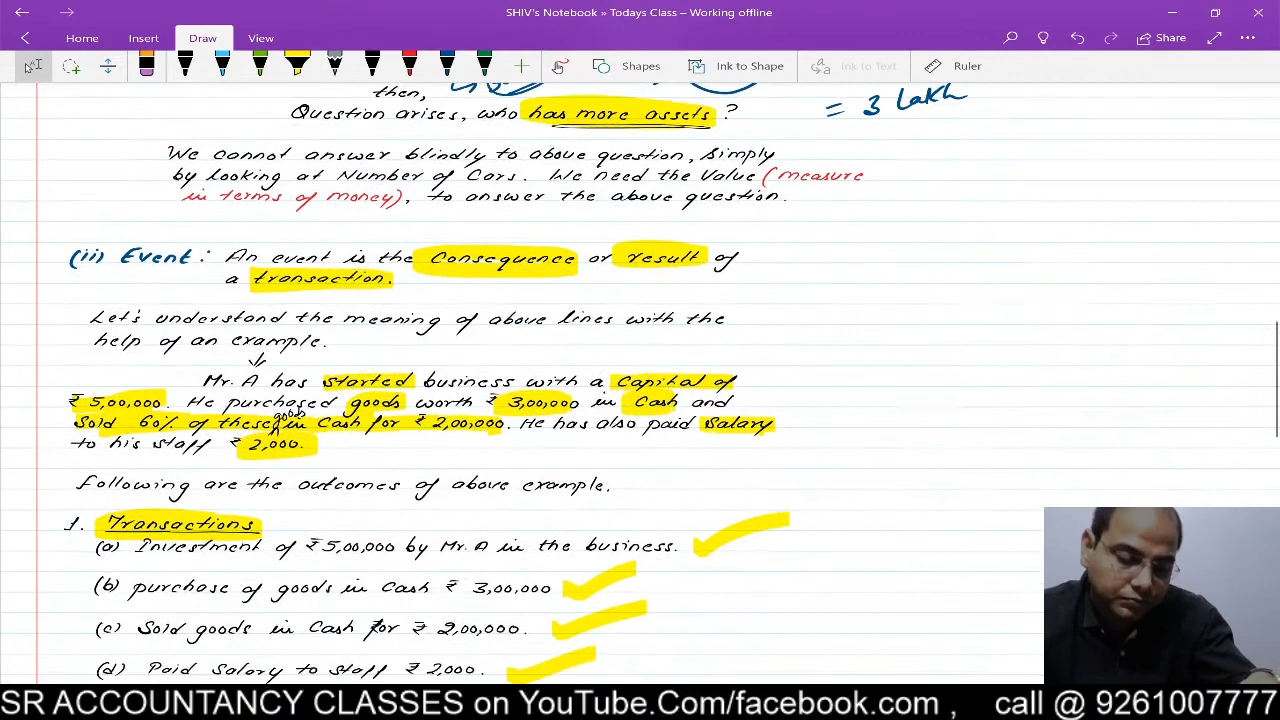 SHIV's Notebook » Todays Class – Working offline
Home Insert Draw View Share
Shapes Ink to Shape Ink to Text Ruler
then,
= 3 Lakh
Question arises, who has more assets ?
We cannot answer blindly to above question, simply
by looking at Number of Cars. We need the Value (measure
in terms of money), to answer the above question.
(iii) Event : An event is the Consequence or result of
a transaction.
Let's understand the meaning of above lines with the
help of an example.
Mr. A has started business with a Capital of
₹ 5,00,000. He purchased goods worth ₹ 3,00,000 in Cash and
goods
Sold 60% of these in Cash for ₹ 2,00,000. He has also paid Salary
to his staff ₹ 2,000.
Following are the outcomes of above example.
1. Transactions
(a) Investment of ₹ 5,00,000 by Mr. A in the business.
(b) purchase of goods in Cash ₹ 3,00,000
(c) Sold goods in Cash for ₹ 2,00,000.
(d) Paid Salary to staff ₹ 2,000.
SR ACCOUNTANCY CLASSES on YouTube.Com/facebook.com , call @ 9261007777